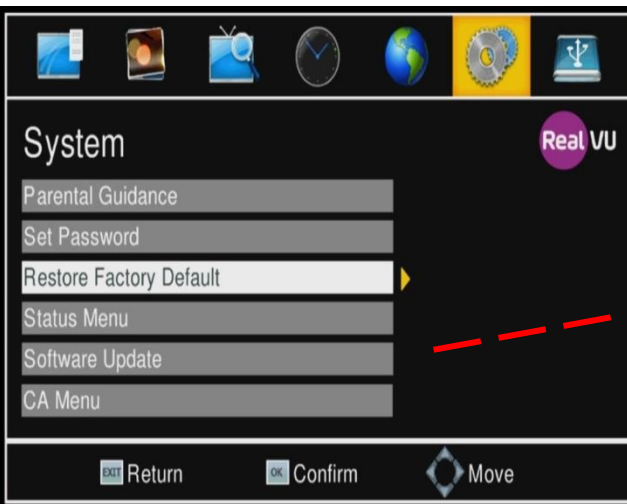 System
Real VU
Parental Guidance
Set Password
Restore Factory Default
Status Menu
Software Update
CA Menu
EXIT Return
OK Confirm
Move